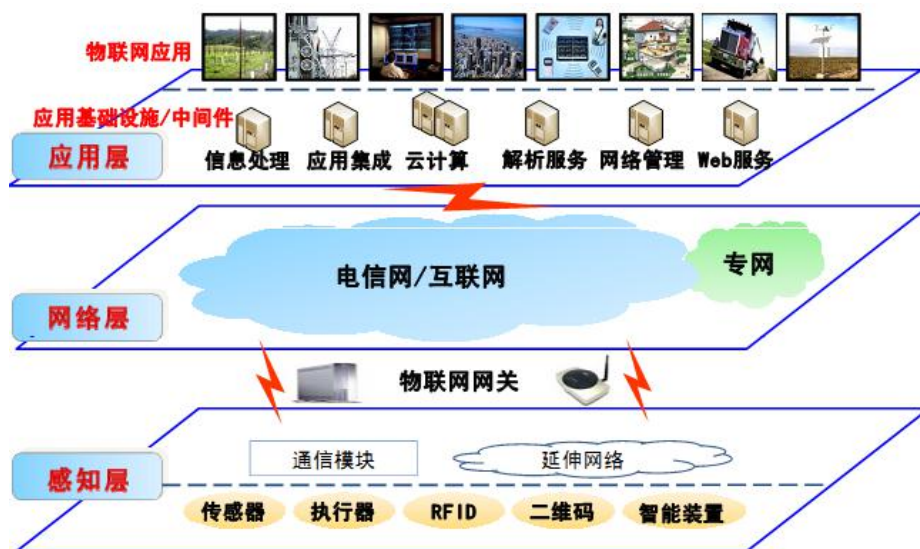 物联网应用
应用基础设施/中间件
应用层
信息处理 应用集成 云计算 解析服务 网络管理 Web服务
电信网/互联网
专网
网络层
物联网网关
通信模块
延伸网络
感知层
传感器 执行器 RFID 二维码 智能装置